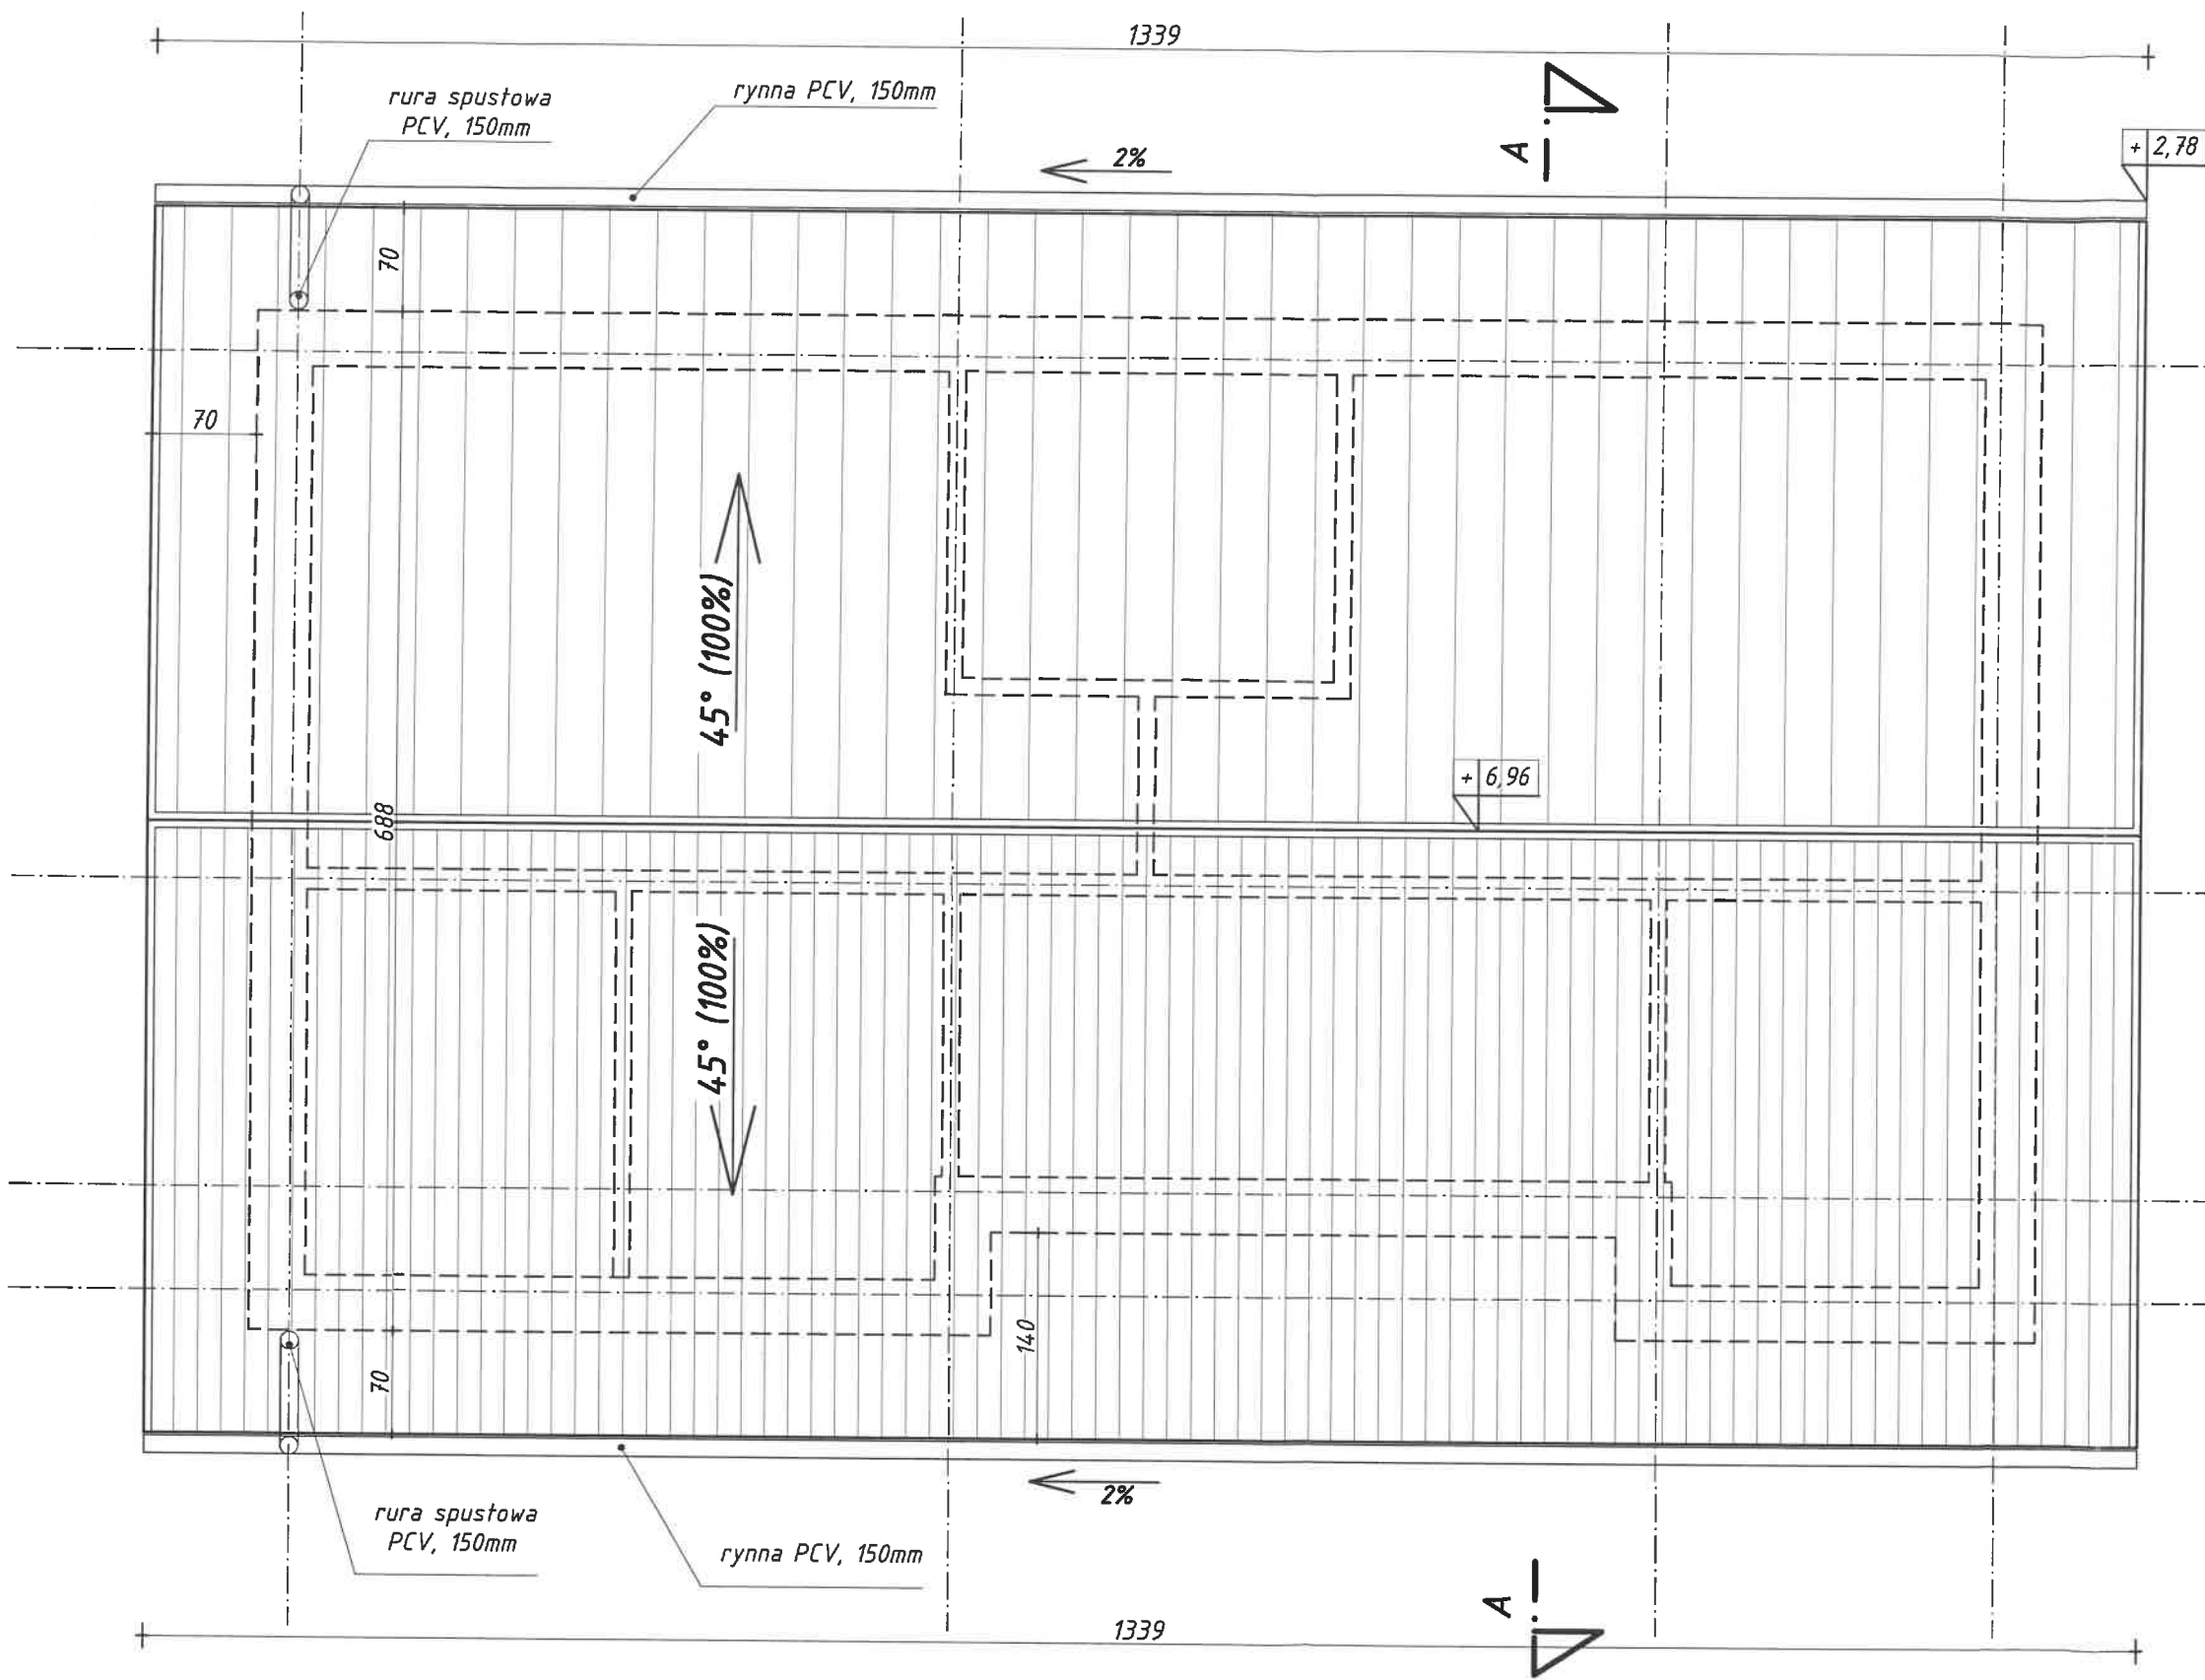 1339
rura spustowa
PCV, 150mm
rynna PCV, 150mm
2%
A
+ 2,78
70
70
45° (100%)
+ 6,96
688
45° (100%)
140
70
2%
rura spustowa
PCV, 150mm
rynna PCV, 150mm
A
1339